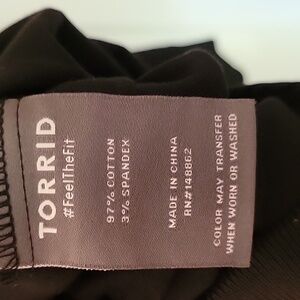 TORRID
#FeelTheFit
97% COTTON
3% SPANDEX
MADE IN CHINA
RN#148862
COLOR MAY TRANSFER
WHEN WORN OR WASHED